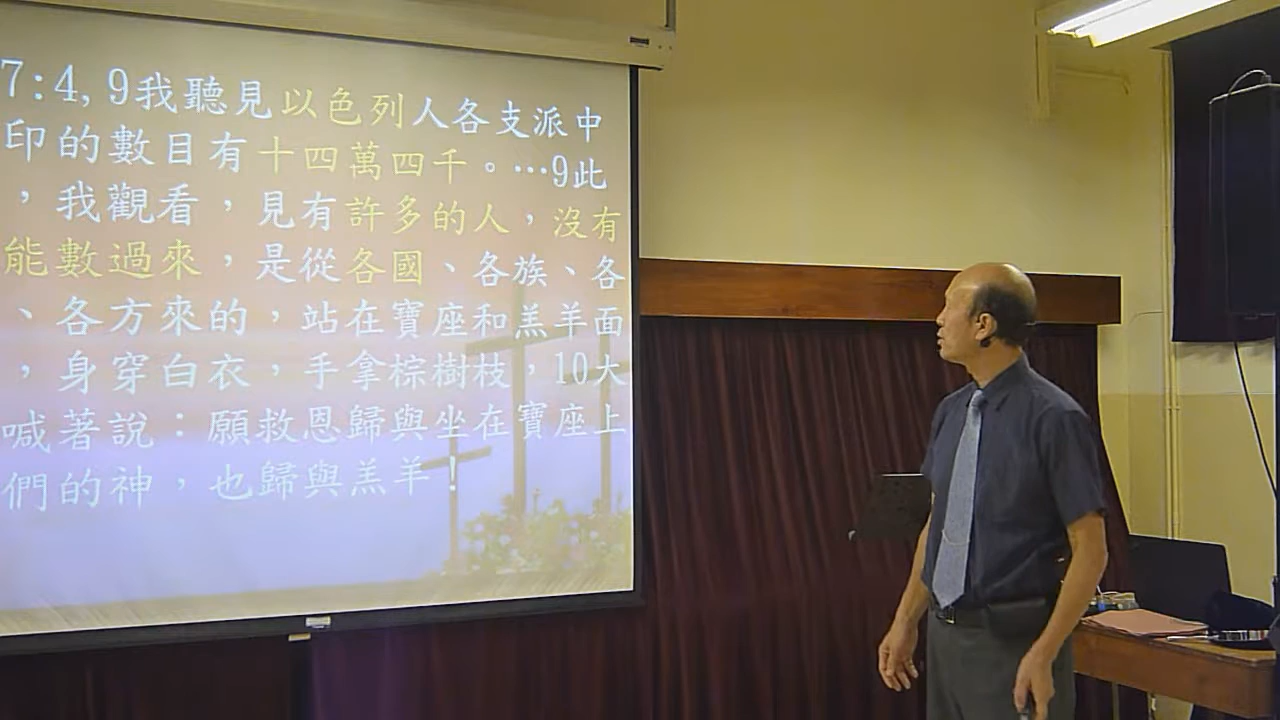 7:4,9我聽見以色列人各支派中
印的數目有十四萬四千。…9此
，我觀看，見有許多的人，沒有
能數過來，是從各國、各族、各
、各方來的，站在寶座和羔羊面
，身穿白衣，手拿棕樹枝，10大
喊著說：願救恩歸與坐在寶座上
們的神，也歸與羔羊！